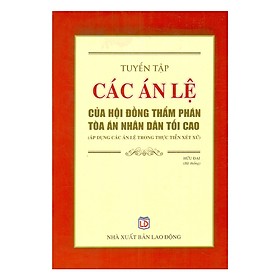 TUYỂN TẬP
CÁC ÁN LỆ
CỦA HỘI ĐỒNG THẨM PHÁN
TÒA ÁN NHÂN DÂN TỐI CAO
(ÁP DỤNG CÁC ÁN LỆ TRONG THỰC TIỄN XÉT XỬ)
HỮU ĐẠI
(Hệ thống)
NHÀ XUẤT BẢN LAO ĐỘNG